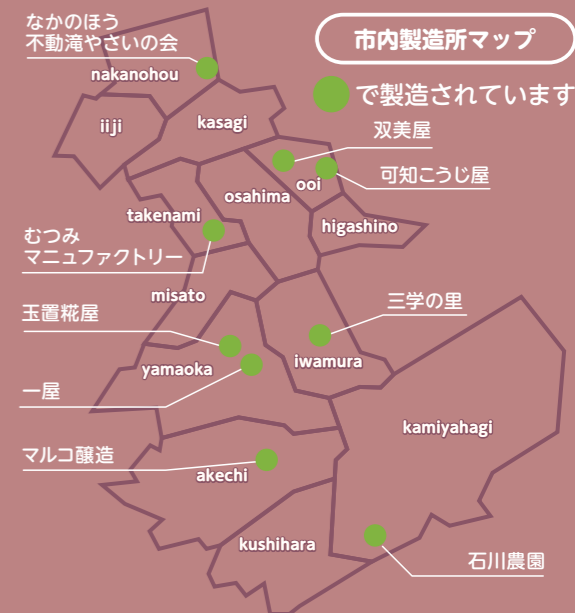 なかのほう
不動滝やさいの会
市内製造所マップ
nakanohou
で製造されています
iiji
kasagi
双美屋
可知こうじ屋
ooi
osahima
takenami
higashino
むつみ
マニュファクトリー
misato
玉置糀屋
三学の里
yamaoka
iwamura
一屋
kamiyahagi
マルコ醸造
akechi
kushihara
石川農園